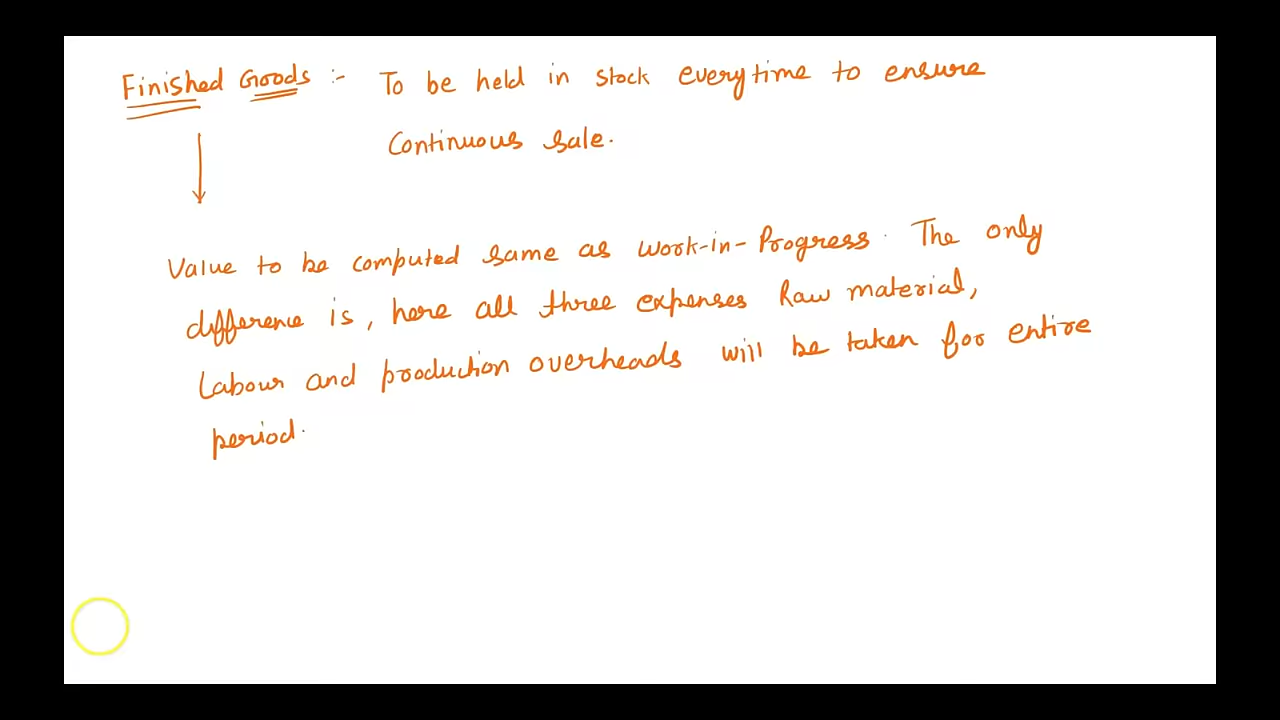 Finished Goods :- To be held in stock everytime to ensure
Continuous sale.
Value to be computed same as work-in-Progress. The only
difference is, here all three expenses Raw material,
Labour and production overheads will be taken for entire
period.